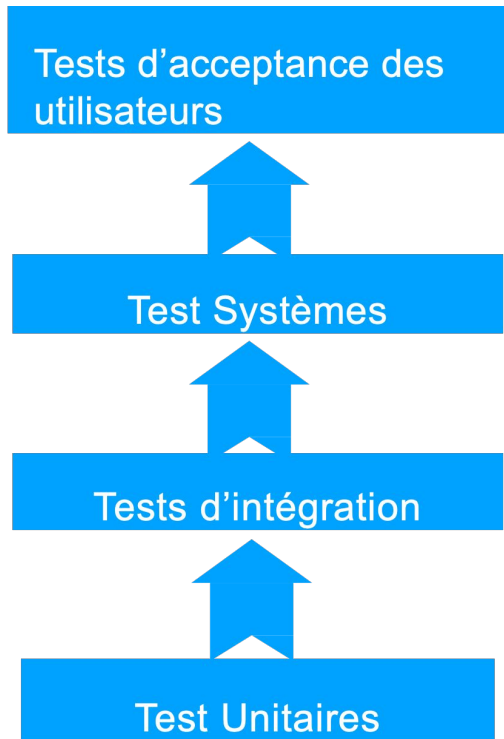 Tests d’acceptance des
utilisateurs
Test Systèmes
Tests d’intégration
Test Unitaires